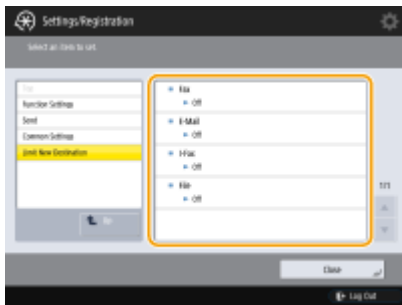 Settings/Registration
Select an item to set.
Top
Function Settings
Send
Common Settings
Limit New Destination
Up
Fax
Off
E-Mail
Off
I-Fax
Off
File
Off
1/1
Close
Log Out